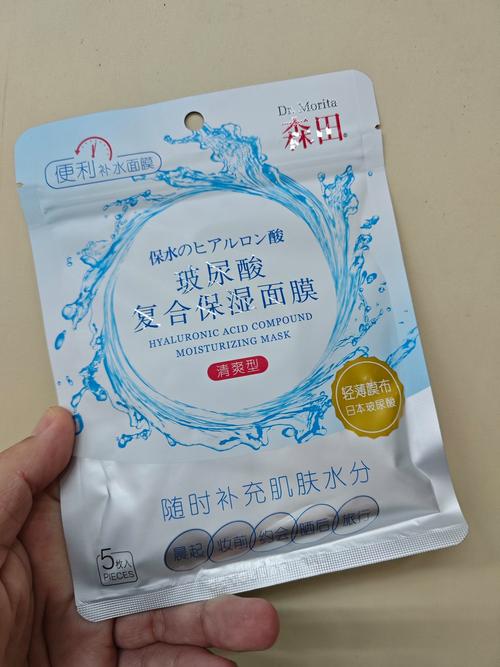 Dr. Morita
森田®
便利补水面膜
保水のヒアルロン酸
玻尿酸
复合保湿面膜
HYALURONIC ACID COMPOUND
MOISTURIZING MASK
清爽型
轻薄膜布
日本玻尿酸
随时补充肌肤水分
晨起 妆前 约会 晒后 旅行
5枚入
PIECES